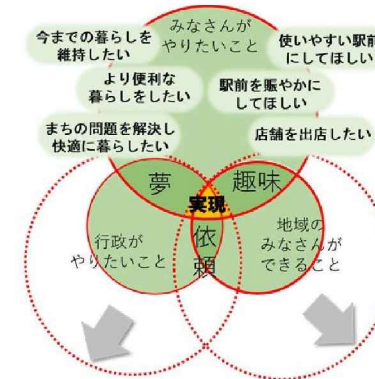 みなさんが
やりたいこと
今までの暮らしを
維持したい
使いやすい駅前
にしてほしい
より便利な
暮らしをしたい
駅前を賑やかに
してほしい
まちの問題を解決し
快適に暮らしたい
店舗を出店したい
夢
趣味
実現
依
頼
行政が
やりたいこと
地域の
みなさんが
できること